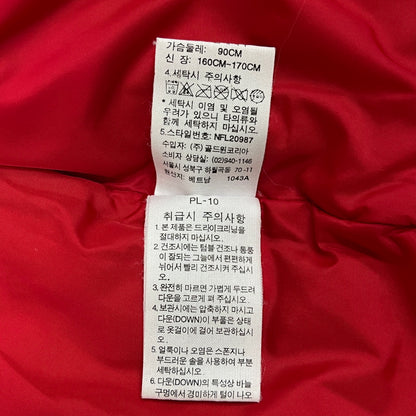 가슴둘레: 90CM
신 장: 160CM~170CM
4. 세탁시 주의사항
* 세탁시 이염 및 오염될
우려가 있으니 타의류와
함께 세탁하지 마십시오.
5. 스타일번호: NFL20987
수입자: (주) 골드윈코리아
소비자 상담실: (02)940-1146
서울시 성북구 하월곡동 70-11
원산지: 베트남 1043A
PL-10
취급시 주의사항
1. 본 제품은 드라이크리닝을
절대하지 마십시오.
2. 건조시에는 텀블 건조나 통풍
이 잘되는 그늘에서 편편하게
뉘어서 빨리 건조시켜 주십시오.
3. 완전히 마르면 가볍게 두드려
다운을 고르게 펴 주십시오.
4. 보관시에는 압축하지 마시고
다운(DOWN)이 부풀은 상태
로 옷걸이에 걸어 보관하십시오.
5. 얼룩이나 오염은 스폰지나
부드러운 솔을 사용하여 부분
세탁하십시오.
6. 다운(DOWN)의 특성상 바늘
구멍에서 미경하게 털이 나올